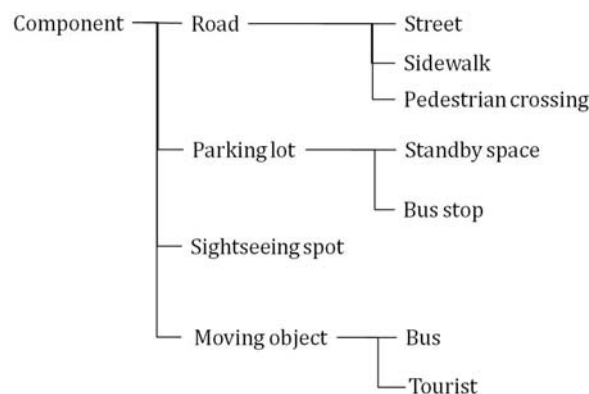 Component
Road
Street
Sidewalk
Pedestrian crossing
Parking lot
Standby space
Bus stop
Sightseeing spot
Moving object
Bus
Tourist